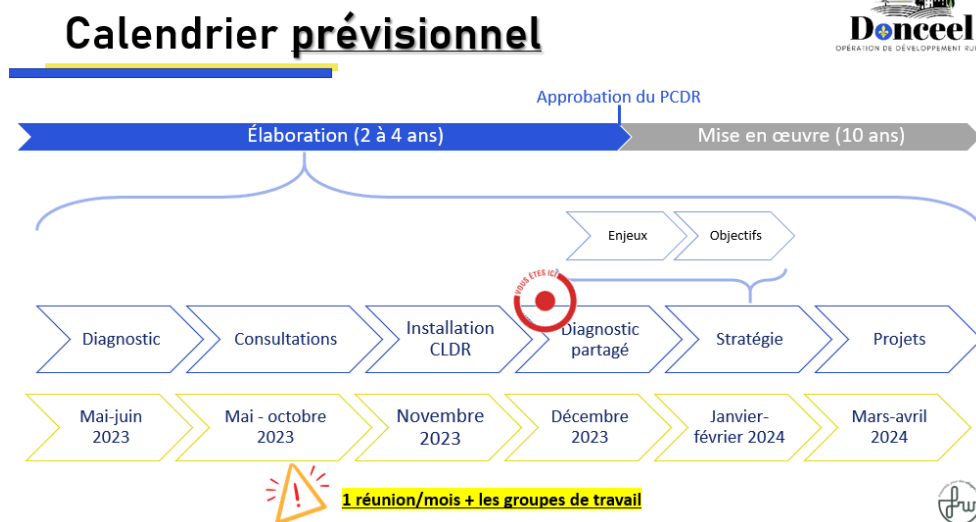 Calendrier prévisionnel
Donceel
OPÉRATION DE DÉVELOPPEMENT
Approbation du PCDR
Élaboration (2 à 4 ans)
Mise en œuvre (10 ans)
Enjeux
Objectifs
VOUS ÊTES ICI
Diagnostic
Consultations
Installation
CLDR
Diagnostic
partagé
Stratégie
Projets
Mai-juin
2023
Mai - octobre
2023
Novembre
2023
Décembre
2023
Janvier-
février 2024
Mars-avril
2024
!
1 réunion/mois + les groupes de travail